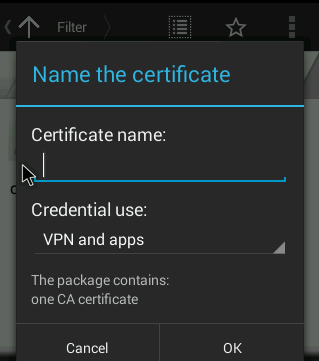 Filter
Name the certificate
Certificate name:
Credential use:
VPN and apps
The package contains:
one CA certificate
Cancel
OK